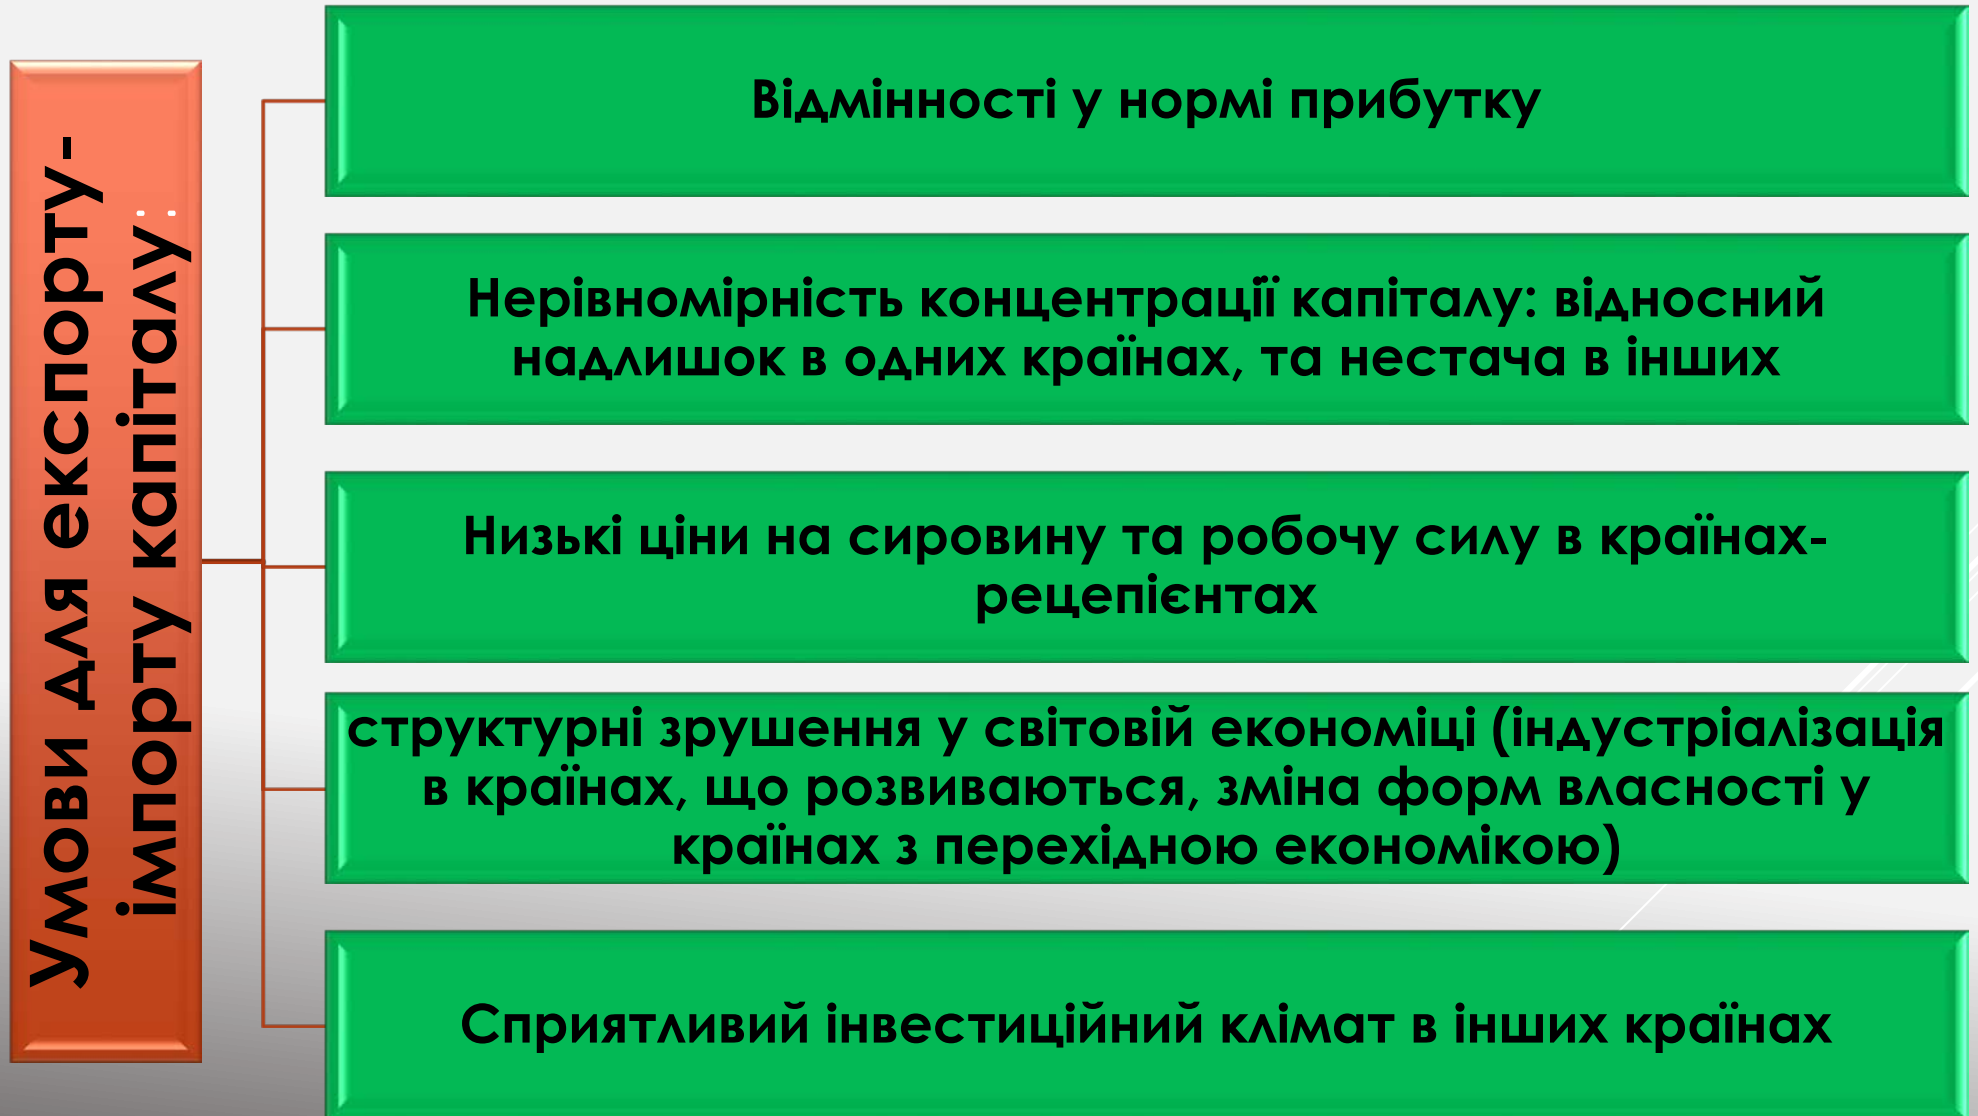 Умови для експорту-
імпорту капіталу:
Відмінності у нормі прибутку
Нерівномірність концентрації капіталу: відносний
надлишок в одних країнах, та нестача в інших
Низькі ціни на сировину та робочу силу в країнах-
рецепієнтах
структурні зрушення у світовій економіці (індустріалізація
в країнах, що розвиваються, зміна форм власності у
країнах з перехідною економікою)
Сприятливий інвестиційний клімат в інших країнах